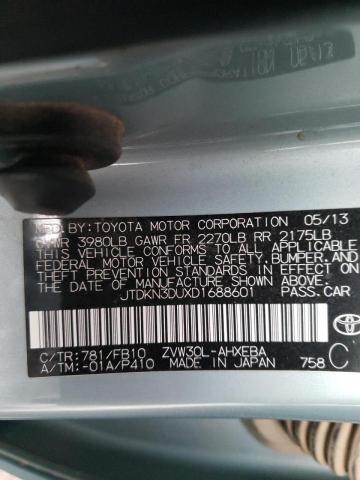 MFD.BY:TOYOTA MOTOR CORPORATION 05/13
GVWR 3980LB GAWR FR 2270LB RR 2175LB
THIS VEHICLE CONFORMS TO ALL APPLICABLE
FEDERAL MOTOR VEHICLE SAFETY, BUMPER,
AND THEFT PREVENTION STANDARDS IN EFFECT
ON THE DATE OF MANUFACTURE SHOWN ABOVE.
JTDKN3DUXD1688601 PASS.CAR
C/TR:781/FB10 ZVW30L-AHXEBA
A/TM:-01A/P410 MADE IN JAPAN 758 C